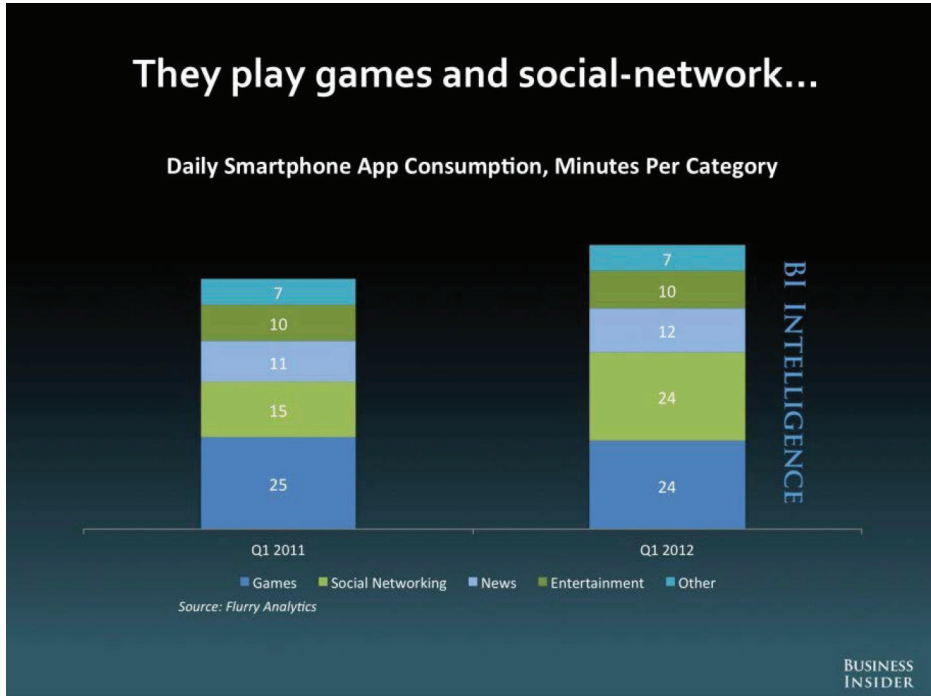 They play games and social-network...
Daily Smartphone App Consumption, Minutes Per Category
7
10
11
15
25
7
10
12
24
24
BI INTELLIGENCE
Q1 2011
Q1 2012
Games
Social Networking
News
Entertainment
Other
Source: Flurry Analytics
BUSINESS
INSIDER